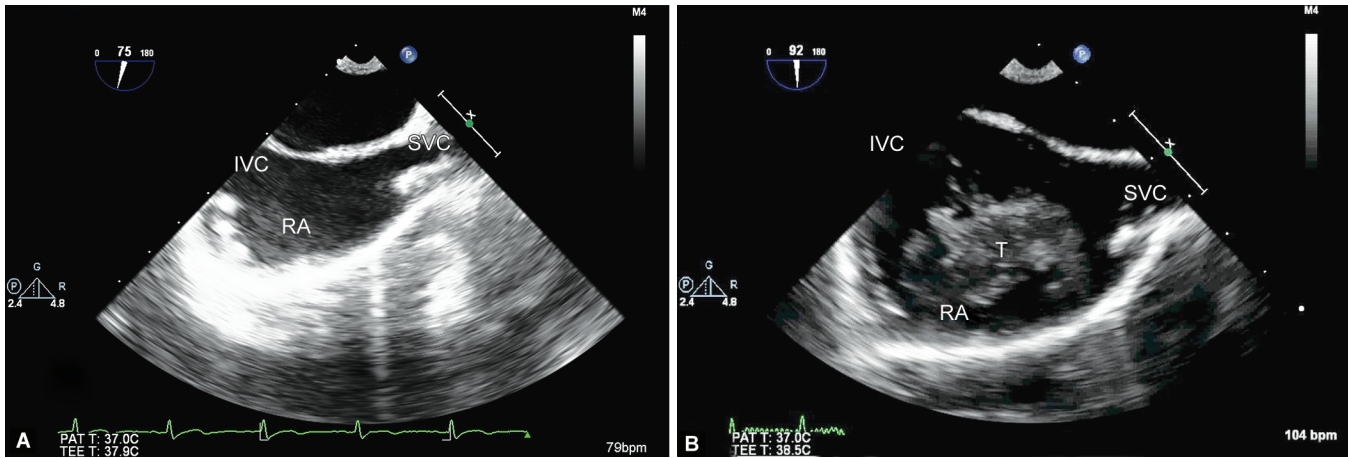 M4
0 75 180
P
IVC
SVC
RA
G
P R
2.4 4.8
A
PAT T: 37.0C
TEE T: 37.9C
79bpm
M4
0 92 180
P
IVC
SVC
T
RA
G
P R
2.4 4.8
B
PAT T: 37.0C
TEE T: 38.5C
104 bpm